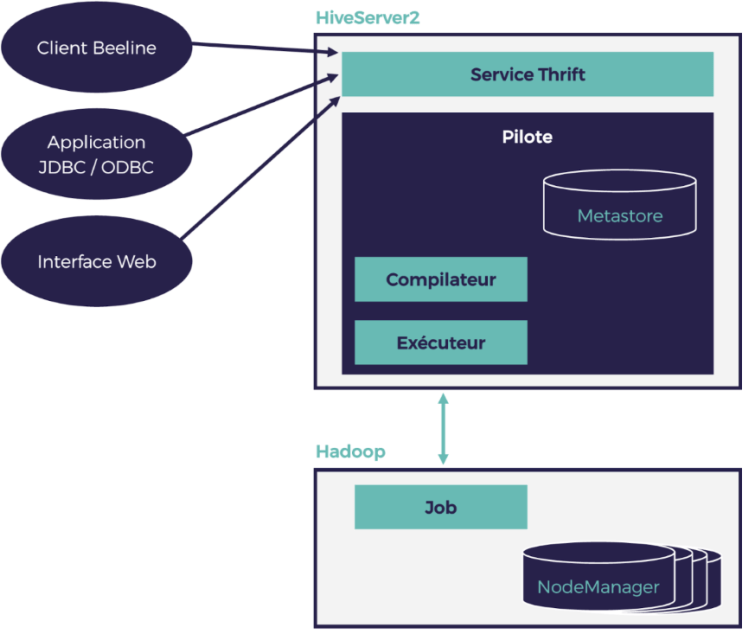 HiveServer2
Client Beeline
Service Thrift
Application
JDBC / ODBC
Pilote
Metastore
Interface Web
Compilateur
Exécuteur
Hadoop
Job
NodeManager